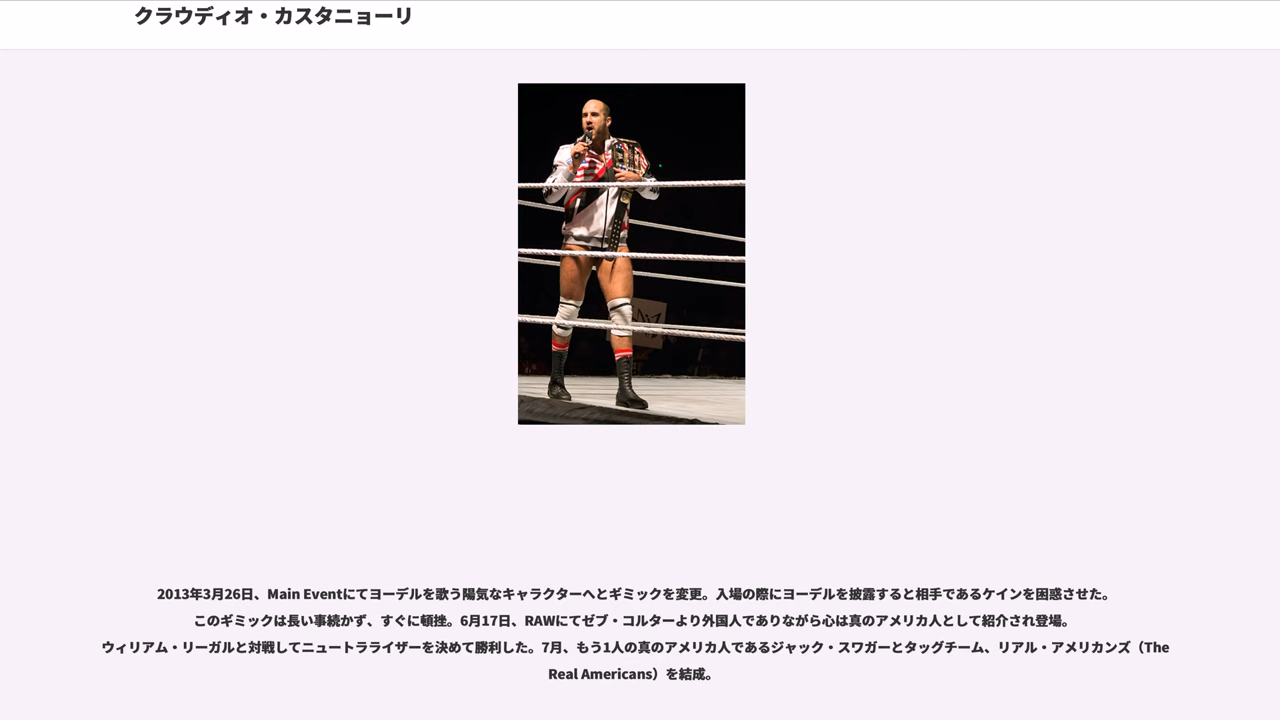 クラウディオ・カスタニョーリ
2013年3月26日、Main Eventにてヨーデルを歌う陽気なキャラクターへとギミックを変更。入場の際にヨーデルを披露すると相手であるケインを困惑させた。
このギミックは長い事続かず、すぐに頓挫。6月17日、RAWにてゼブ・コルターより外国人でありながら心は真のアメリカ人として紹介され登場。
ウィリアム・リーガルと対戦してニュートラライザーを決めて勝利した。7月、もう1人の真のアメリカ人であるジャック・スワガーとタッグチーム、リアル・アメリカンズ（The
Real Americans）を結成。